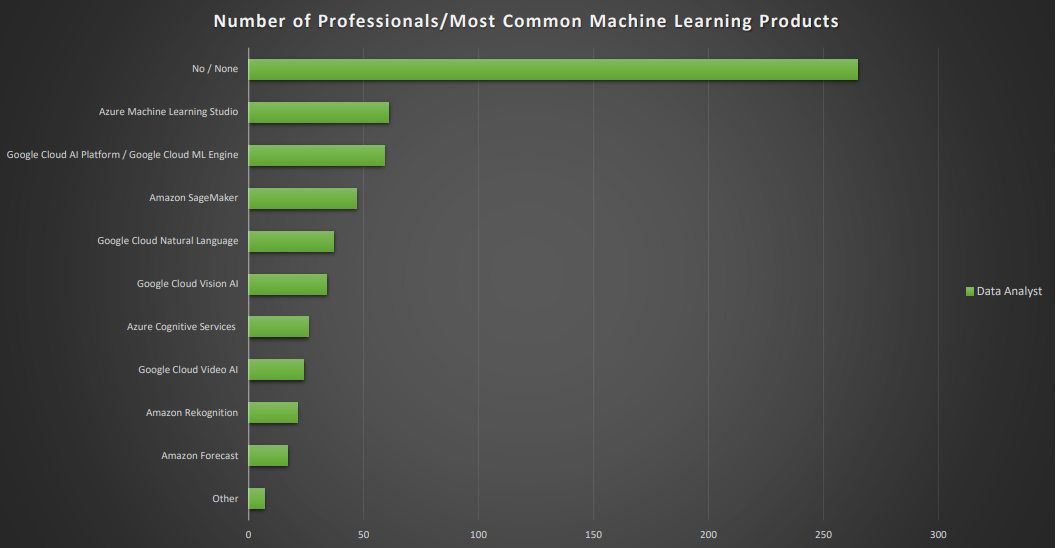 Number of Professionals/Most Common Machine Learning Products
No / None
Azure Machine Learning Studio
Google Cloud AI Platform / Google Cloud ML Engine
Amazon SageMaker
Google Cloud Natural Language
Google Cloud Vision AI
Azure Cognitive Services
Google Cloud Video AI
Amazon Rekognition
Amazon Forecast
Other
0 50 100 150 200 250 300
Data Analyst